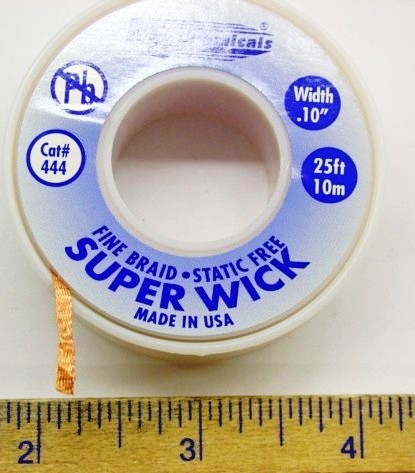 Pb
Width
.10"
Cat#
444
25ft
10m
FINE BRAID • STATIC FREE
SUPER WICK
MADE IN USA
2 3 4